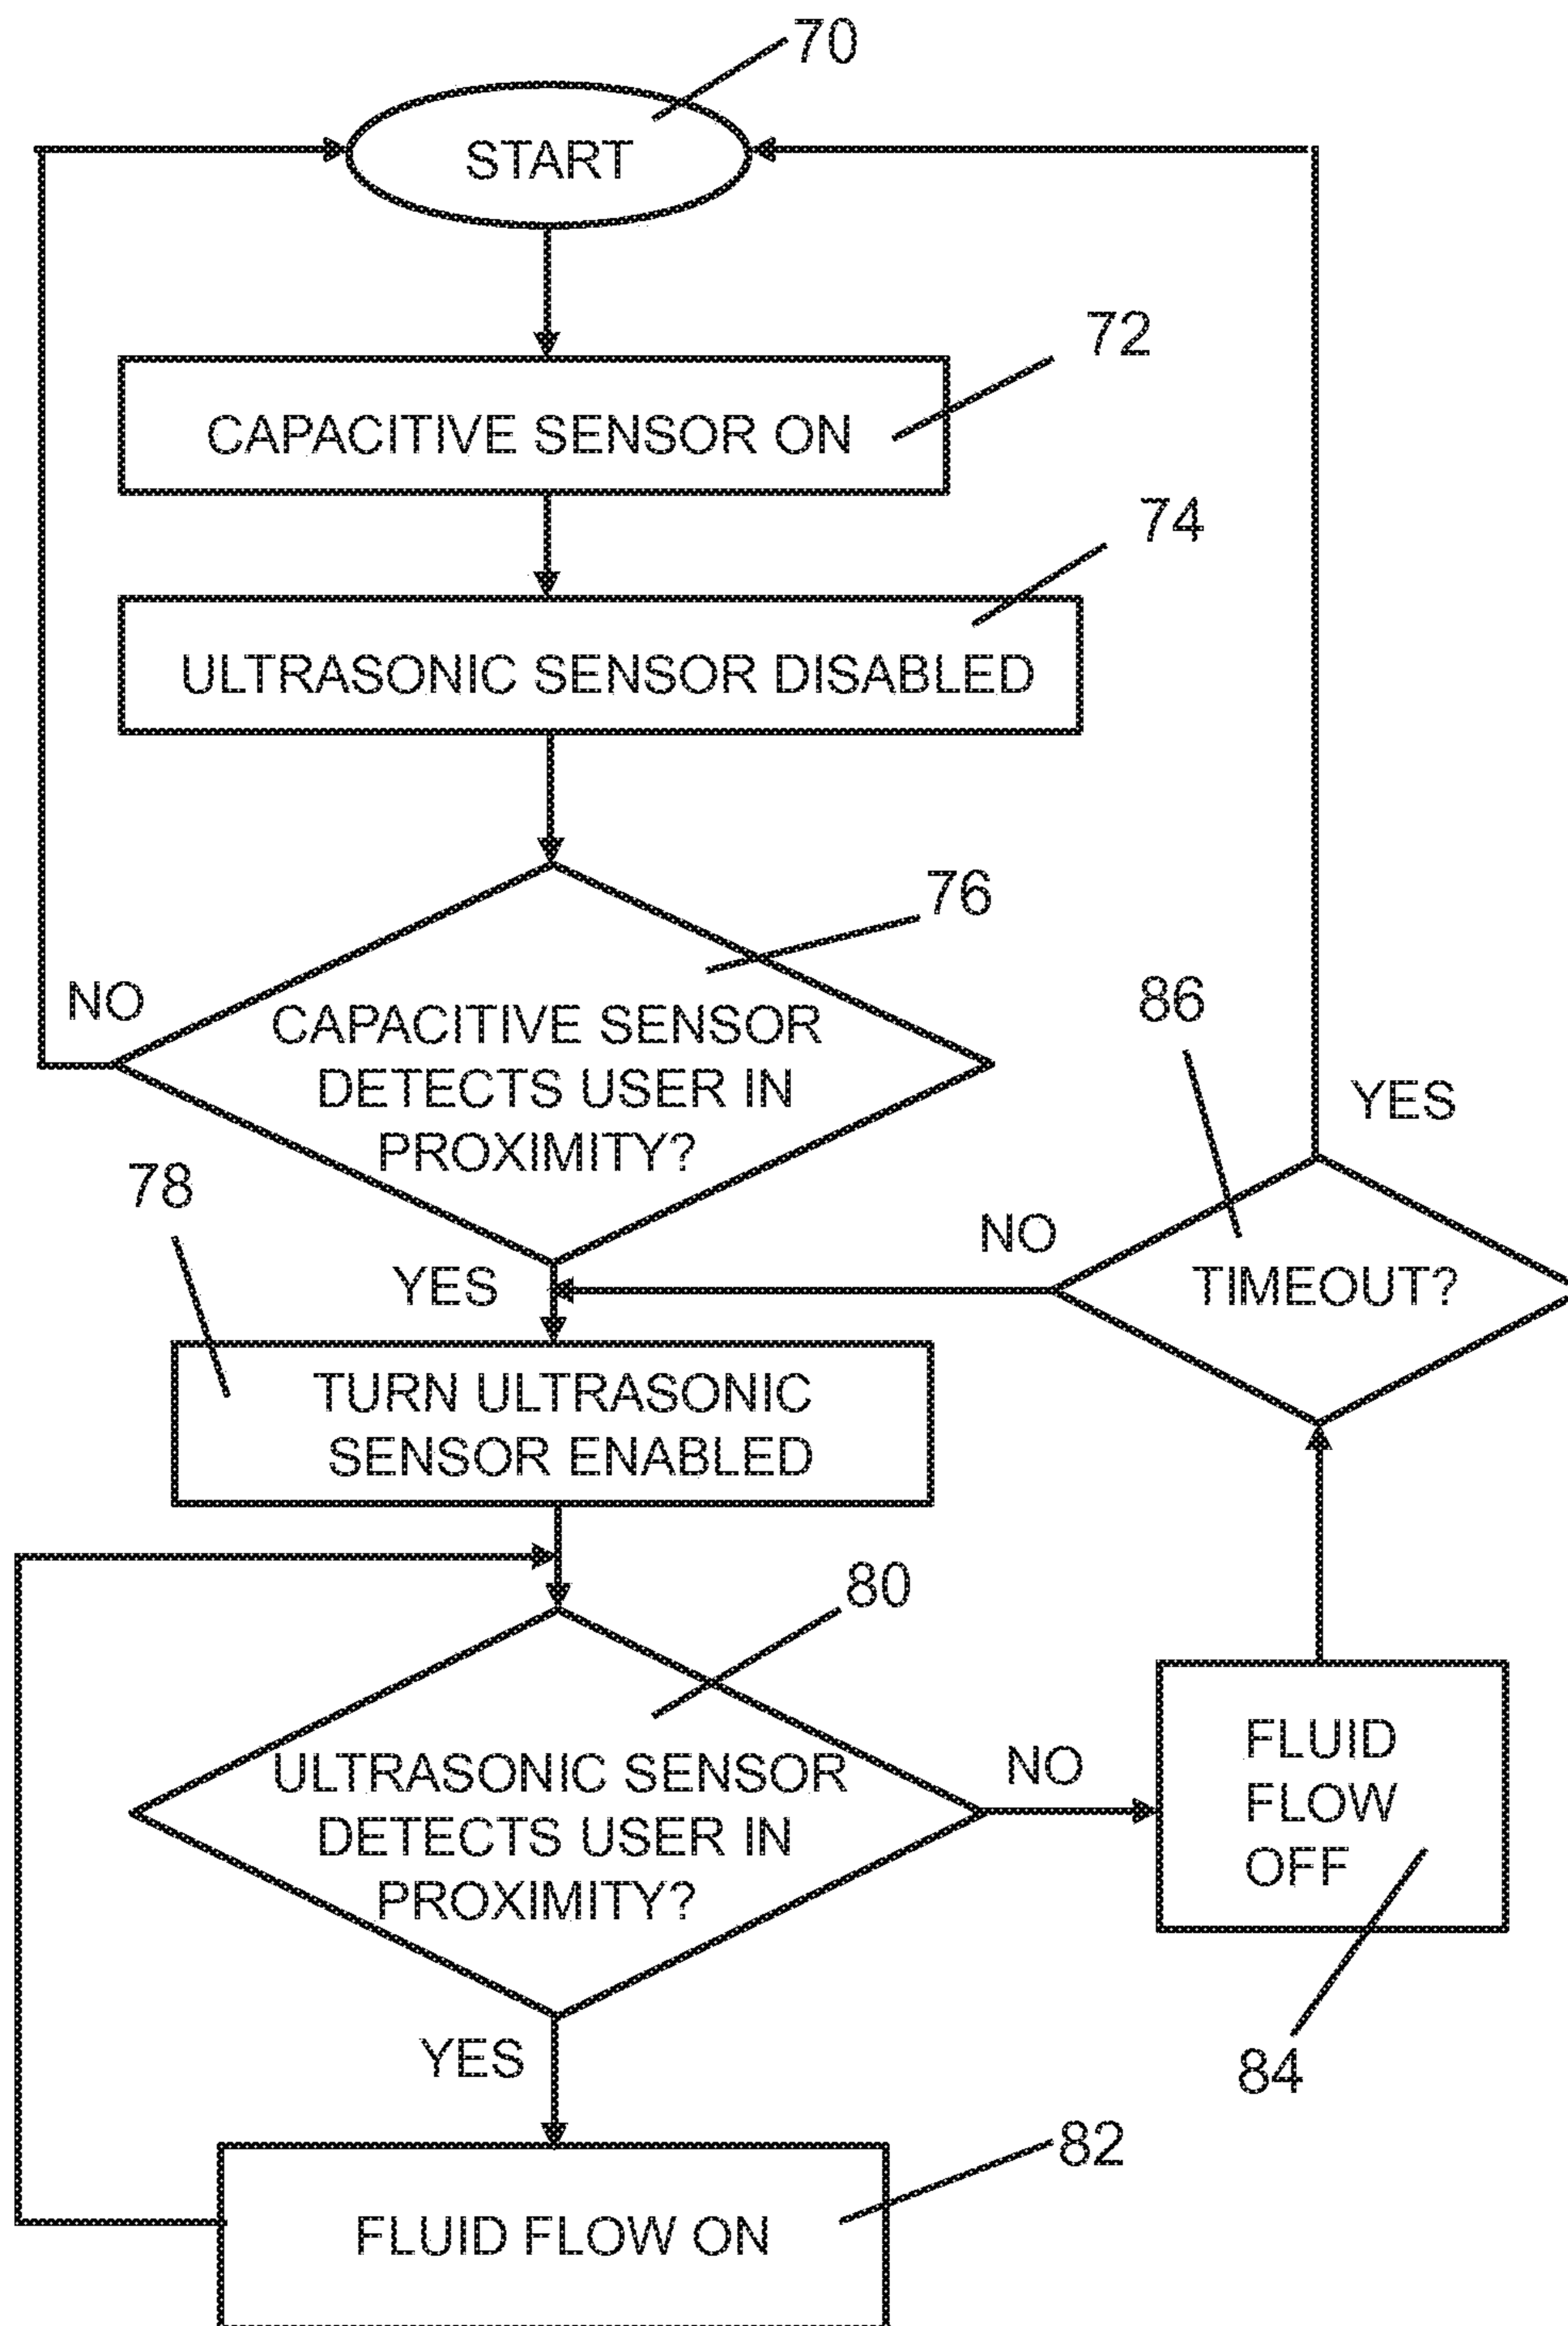 70
START
72
CAPACITIVE SENSOR ON
74
ULTRASONIC SENSOR DISABLED
76
NO
CAPACITIVE SENSOR
DETECTS USER IN
PROXIMITY?
86
YES
78
YES
NO
TIMEOUT?
TURN ULTRASONIC
SENSOR ENABLED
80
ULTRASONIC SENSOR
DETECTS USER IN
PROXIMITY?
NO
FLUID
FLOW
OFF
YES
84
82
FLUID FLOW ON